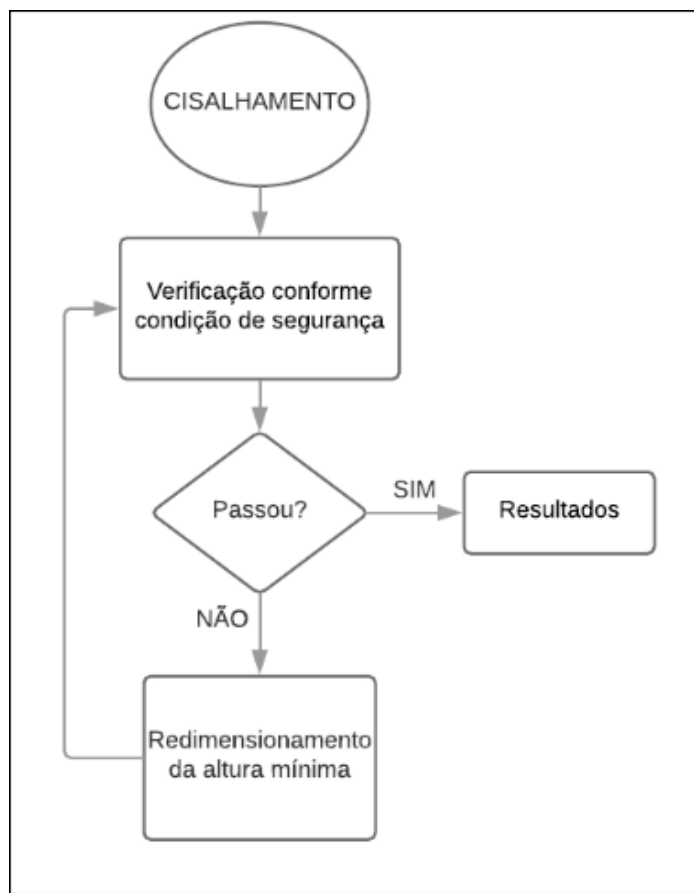 CISALHAMENTO
Verificação conforme
condição de segurança
Passou?
SIM
Resultados
NÃO
Redimensionamento
da altura mínima